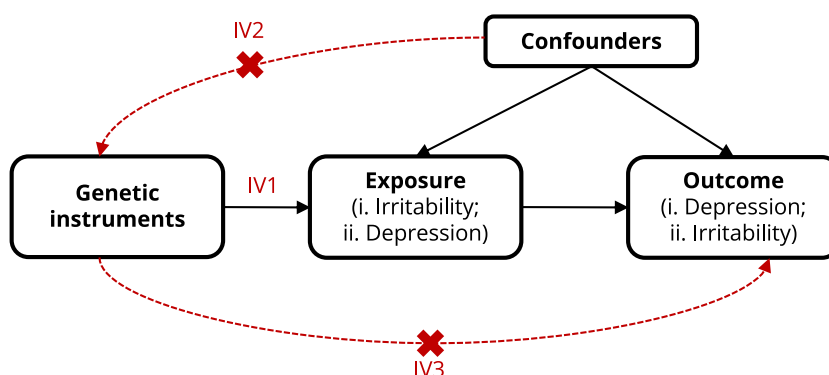 IV2
Confounders
Genetic
instruments
IV1
Exposure
(i. Irritability;
ii. Depression)
Outcome
(i. Depression;
ii. Irritability)
IV3